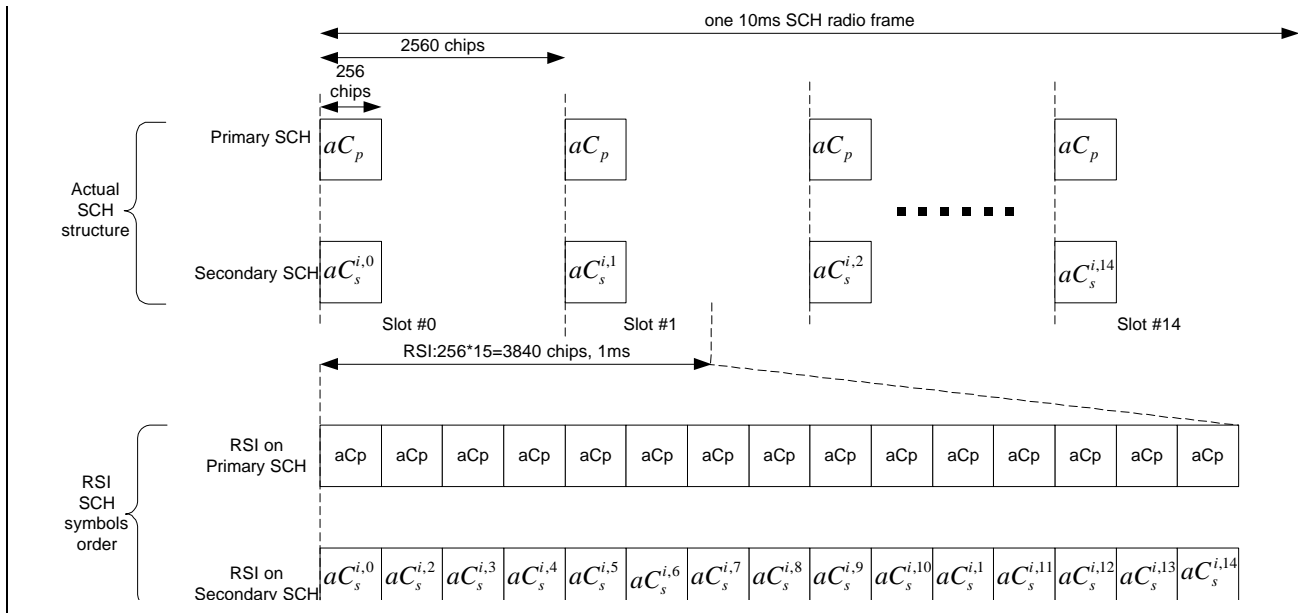 one 10ms SCH radio frame
2560 chips
256
chips
Primary SCH
aC_p aC_p aC_p aC_p
Actual
SCH
structure
Secondary SCH
aC_s^{i,0} aC_s^{i,1} aC_s^{i,2} aC_s^{i,14}
Slot #0 Slot #1 Slot #14
RSI:256*15=3840 chips, 1ms
RSI on
Primary SCH
aCp aCp aCp aCp aCp aCp aCp aCp aCp aCp aCp aCp aCp aCp aCp
RSI
SCH
symbols
order
RSI on
Secondary SCH
aC_s^{i,0} aC_s^{i,2} aC_s^{i,3} aC_s^{i,4} aC_s^{i,5} aC_s^{i,6} aC_s^{i,7} aC_s^{i,8} aC_s^{i,9} aC_s^{i,10} aC_s^{i,1} aC_s^{i,11} aC_s^{i,12} aC_s^{i,13} aC_s^{i,14}